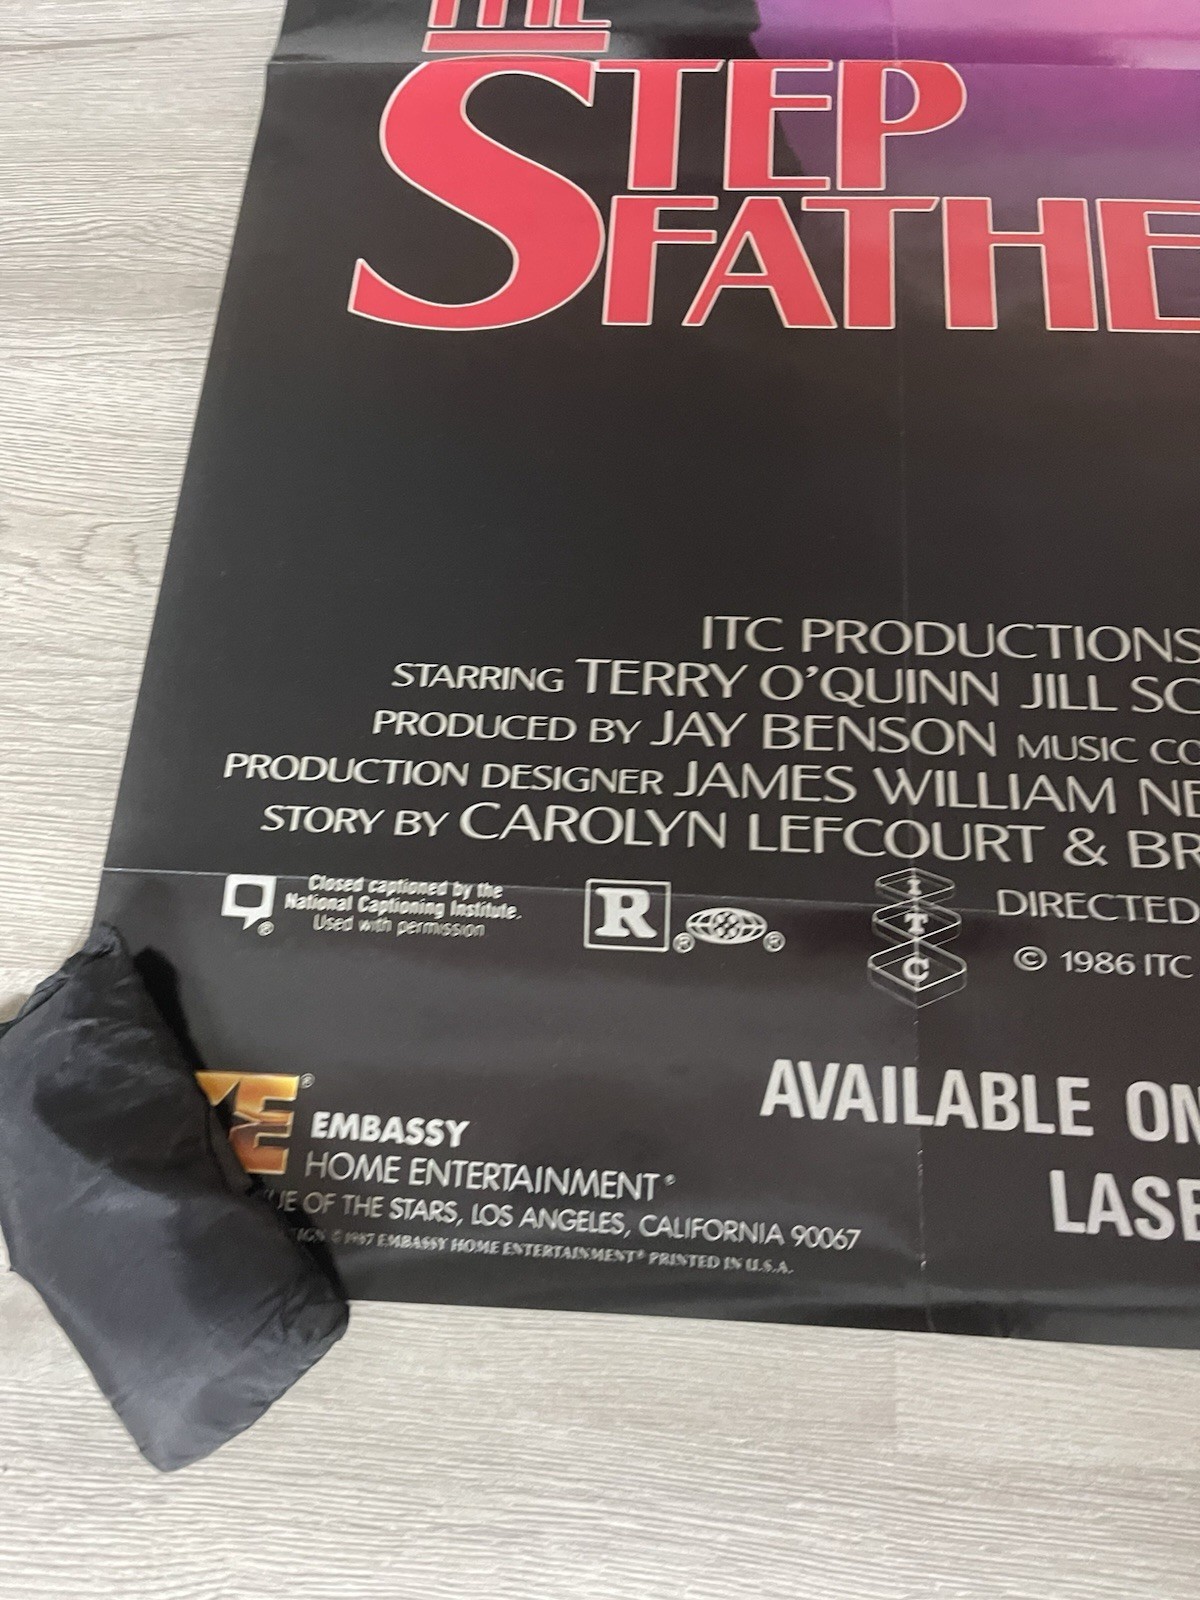 THE
STEP
FATHE
ITC PRODUCTIONS
STARRING TERRY O'QUINN JILL SC
PRODUCED BY JAY BENSON MUSIC CO
PRODUCTION DESIGNER JAMES WILLIAM NE
STORY BY CAROLYN LEFCOURT & BR
Closed captioned by the
National Captioning Institute.
Used with permission
®
R ® ®
I
T
C
DIRECTED
© 1986 ITC
E®
EMBASSY
HOME ENTERTAINMENT®
UE OF THE STARS, LOS ANGELES, CALIFORNIA 90067
IGN © 1987 EMBASSY HOME ENTERTAINMENT® PRINTED IN U.S.A.
AVAILABLE ON
LASE